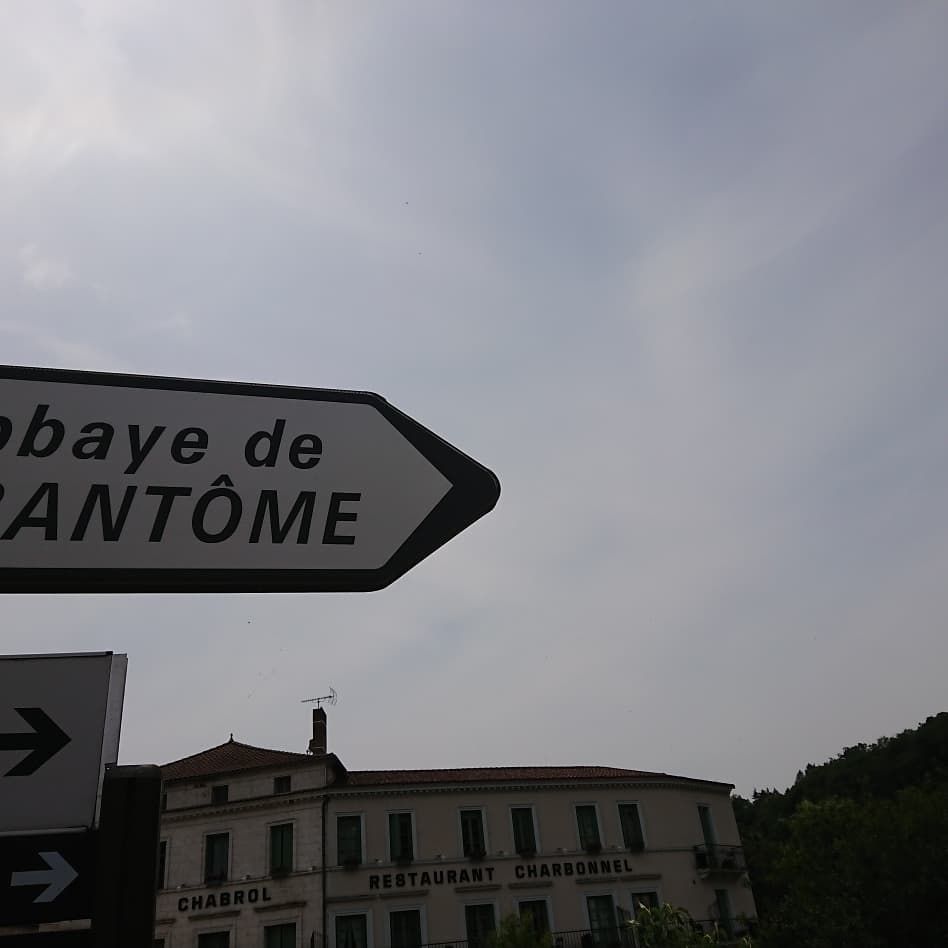 bbaye de
RANTÔME
CHABROL
RESTAURANT CHARBONNEL